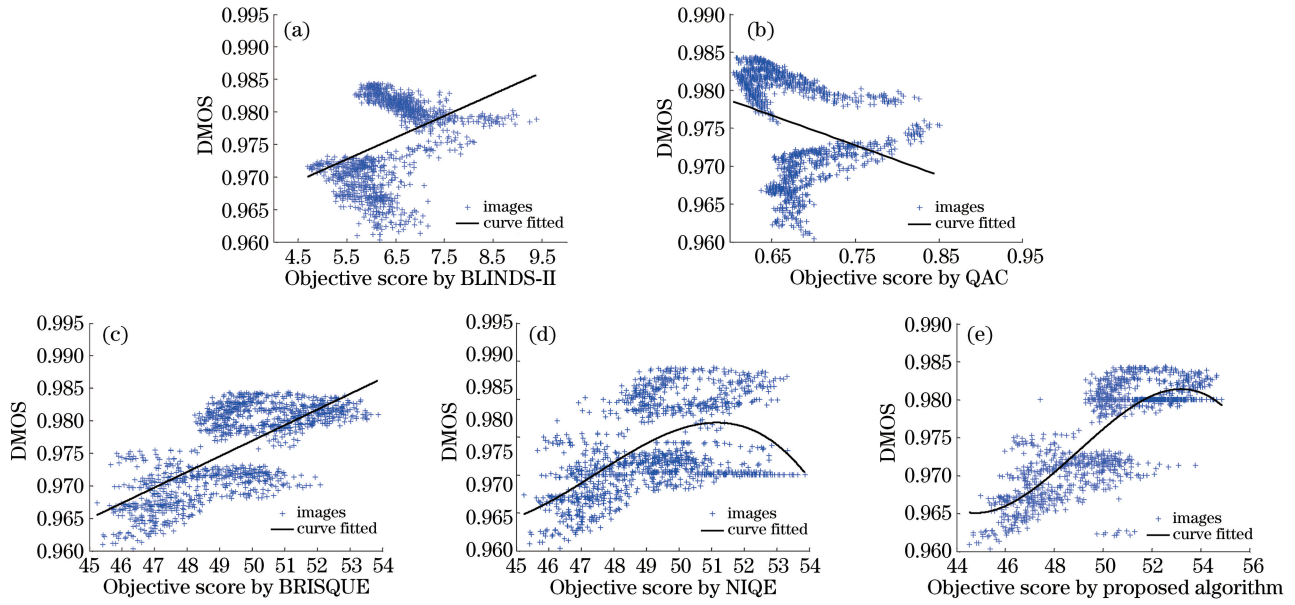 (a)
0.995
0.990
0.985
0.980
0.975
0.970
0.965
0.960
DMOS
images
curve fitted
4.5 5.5 6.5 7.5 8.5 9.5
Objective score by BLINDS-II
(b)
0.990
0.985
0.980
0.975
0.970
0.965
0.960
DMOS
images
curve fitted
0.65 0.75 0.85 0.95
Objective score by QAC
(c)
0.995
0.990
0.985
0.980
0.975
0.970
0.965
0.960
DMOS
images
curve fitted
45 46 47 48 49 50 51 52 53 54
Objective score by BRISQUE
(d)
0.995
0.990
0.985
0.980
0.975
0.970
0.965
0.960
DMOS
images
curve fitted
45 46 47 48 49 50 51 52 53 54
Objective score by NIQE
(e)
0.990
0.985
0.980
0.975
0.970
0.965
0.960
DMOS
images
curve fitted
44 46 48 50 52 54 56
Objective score by proposed algorithm